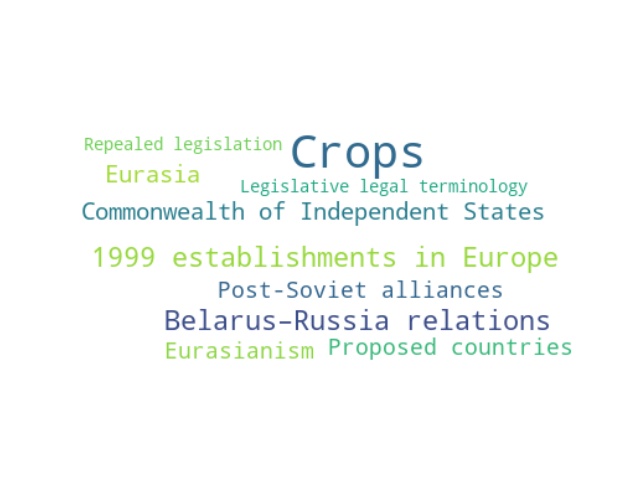 Repealed legislation
Crops
Eurasia
Legislative legal terminology
Commonwealth of Independent States
1999 establishments in Europe
Post-Soviet alliances
Belarus–Russia relations
Eurasianism
Proposed countries